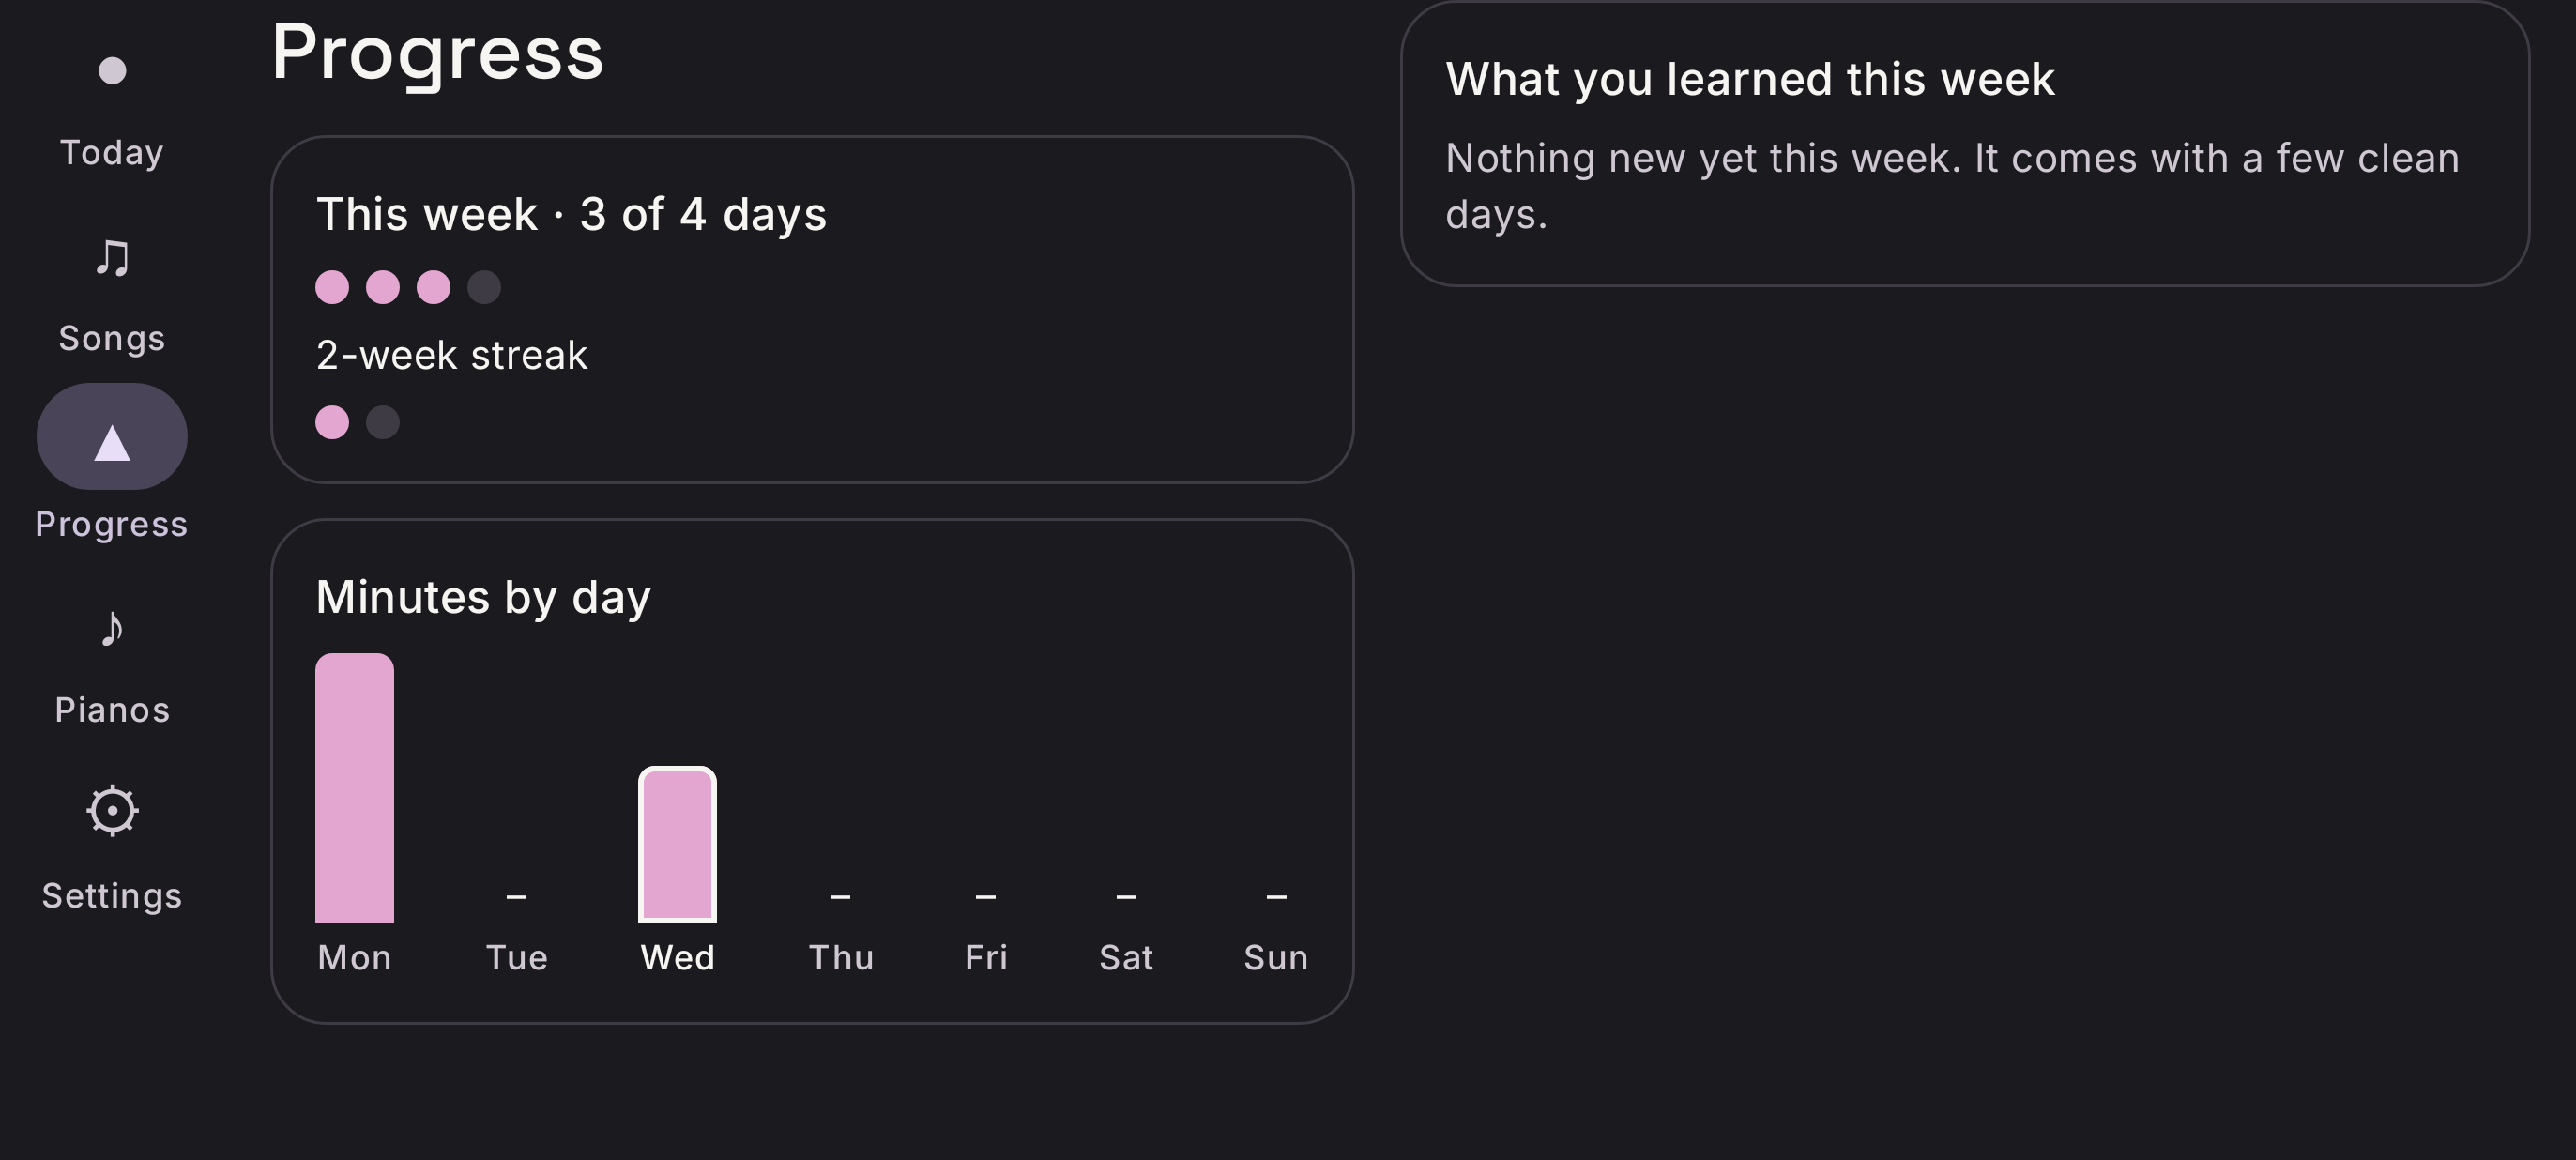 Today
Songs
Progress
Pianos
Settings
Progress
This week · 3 of 4 days
2-week streak
Minutes by day
– – – – –
Mon Tue Wed Thu Fri Sat Sun
What you learned this week
Nothing new yet this week. It comes with a few clean
days.